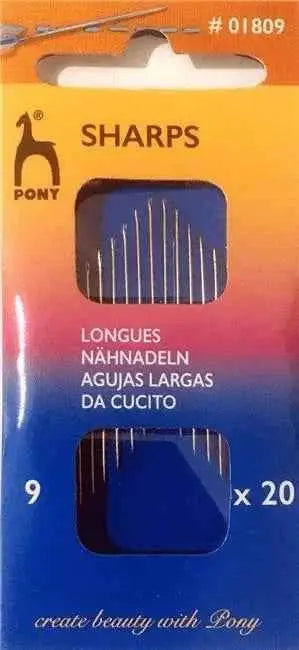 # 01809
®
PONY
SHARPS
LONGUES
NÄHNADELN
AGUJAS LARGAS
DA CUCITO
9 x 20
create beauty with Pony